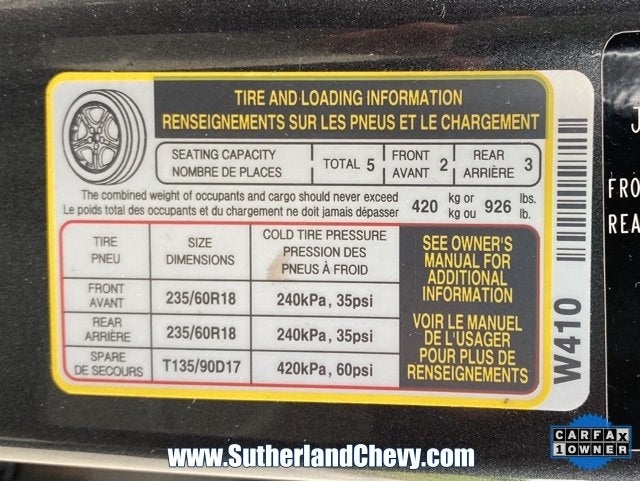 TIRE AND LOADING INFORMATION
RENSEIGNEMENTS SUR LES PNEUS ET LE CHARGEMENT
SEATING CAPACITY
NOMBRE DE PLACES
TOTAL 5
FRONT
AVANT 2
REAR
ARRIÈRE 3
The combined weight of occupants and cargo should never exceed
Le poids total des occupants et du chargement ne doit jamais dépasser
420 kg or
kg ou
926 lbs.
lb.
TIRE
PNEU
SIZE
DIMENSIONS
COLD TIRE PRESSURE
PRESSION DES
PNEUS À FROID
FRONT
AVANT
235/60R18
240kPa, 35psi
REAR
ARRIÈRE
235/60R18
240kPa, 35psi
SPARE
DE SECOURS
T135/90D17
420kPa, 60psi
SEE OWNER'S
MANUAL FOR
ADDITIONAL
INFORMATION
VOIR LE MANUEL
DE L'USAGER
POUR PLUS DE
RENSEIGNEMENTS
W410
J
FRO
REA
www.SutherlandChevy.com
CARFAX
1 OWNER